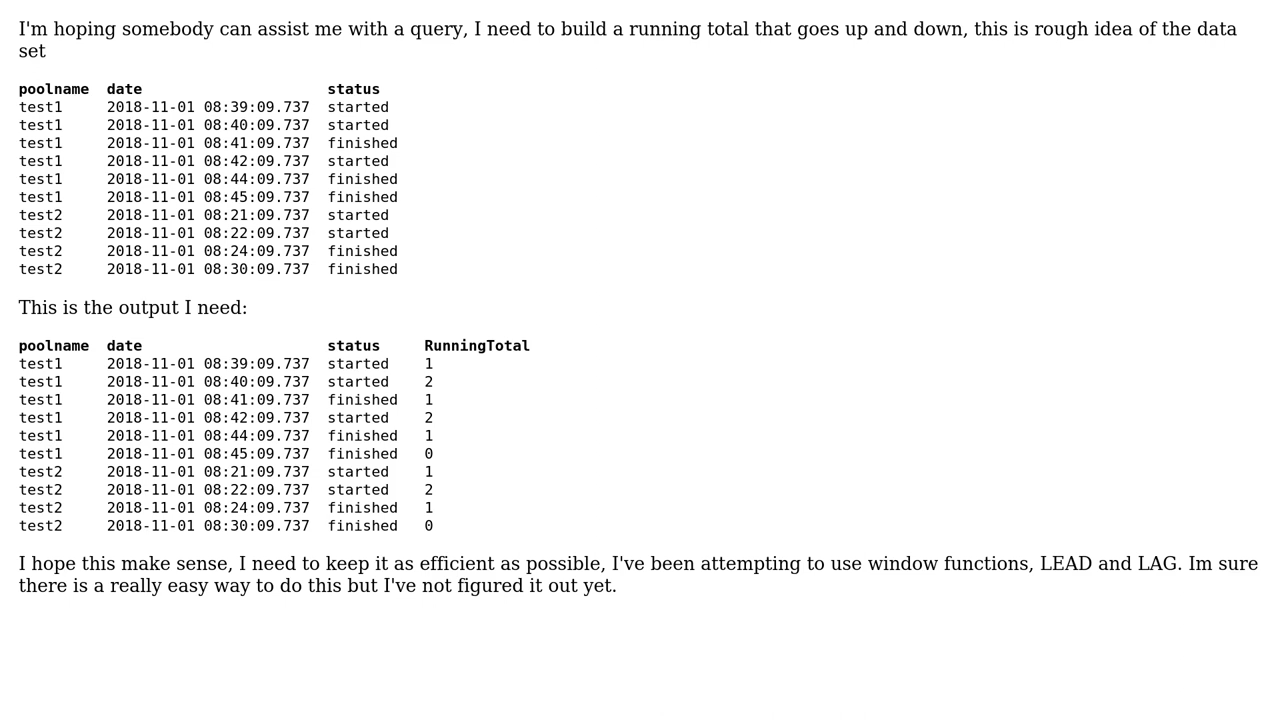 I'm hoping somebody can assist me with a query, I need to build a running total that goes up and down, this is rough idea of the data
set
poolname  date                     status
test1     2018-11-01 08:39:09.737  started
test1     2018-11-01 08:40:09.737  started
test1     2018-11-01 08:41:09.737  finished
test1     2018-11-01 08:42:09.737  started
test1     2018-11-01 08:44:09.737  finished
test1     2018-11-01 08:45:09.737  finished
test2     2018-11-01 08:21:09.737  started
test2     2018-11-01 08:22:09.737  started
test2     2018-11-01 08:24:09.737  finished
test2     2018-11-01 08:30:09.737  finished
This is the output I need:
poolname  date                     status     RunningTotal
test1     2018-11-01 08:39:09.737  started    1
test1     2018-11-01 08:40:09.737  started    2
test1     2018-11-01 08:41:09.737  finished   1
test1     2018-11-01 08:42:09.737  started    2
test1     2018-11-01 08:44:09.737  finished   1
test1     2018-11-01 08:45:09.737  finished   0
test2     2018-11-01 08:21:09.737  started    1
test2     2018-11-01 08:22:09.737  started    2
test2     2018-11-01 08:24:09.737  finished   1
test2     2018-11-01 08:30:09.737  finished   0
I hope this make sense, I need to keep it as efficient as possible, I've been attempting to use window functions, LEAD and LAG. Im sure
there is a really easy way to do this but I've not figured it out yet.